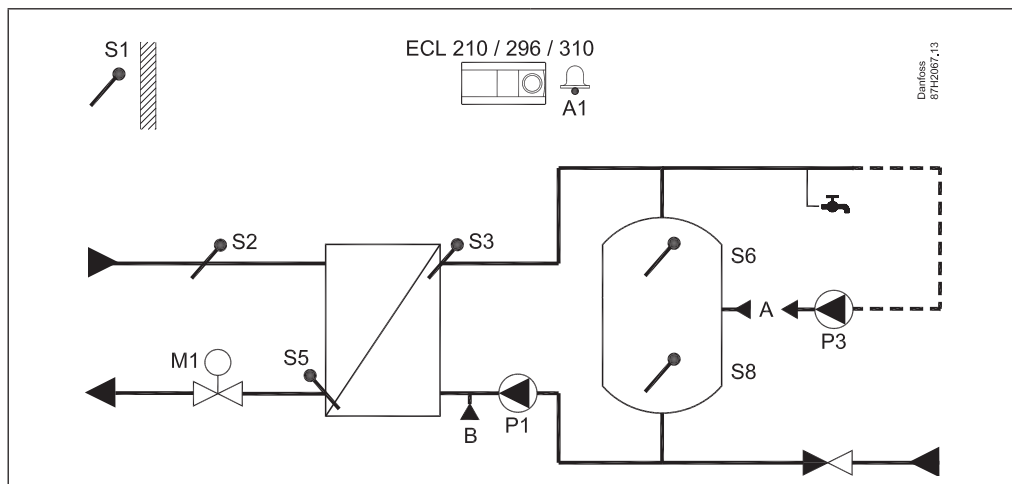 S1
ECL 210 / 296 / 310
A1
Danfoss
87H2067.13
S2
S3
S6
A
P3
M1
S5
S8
B
P1